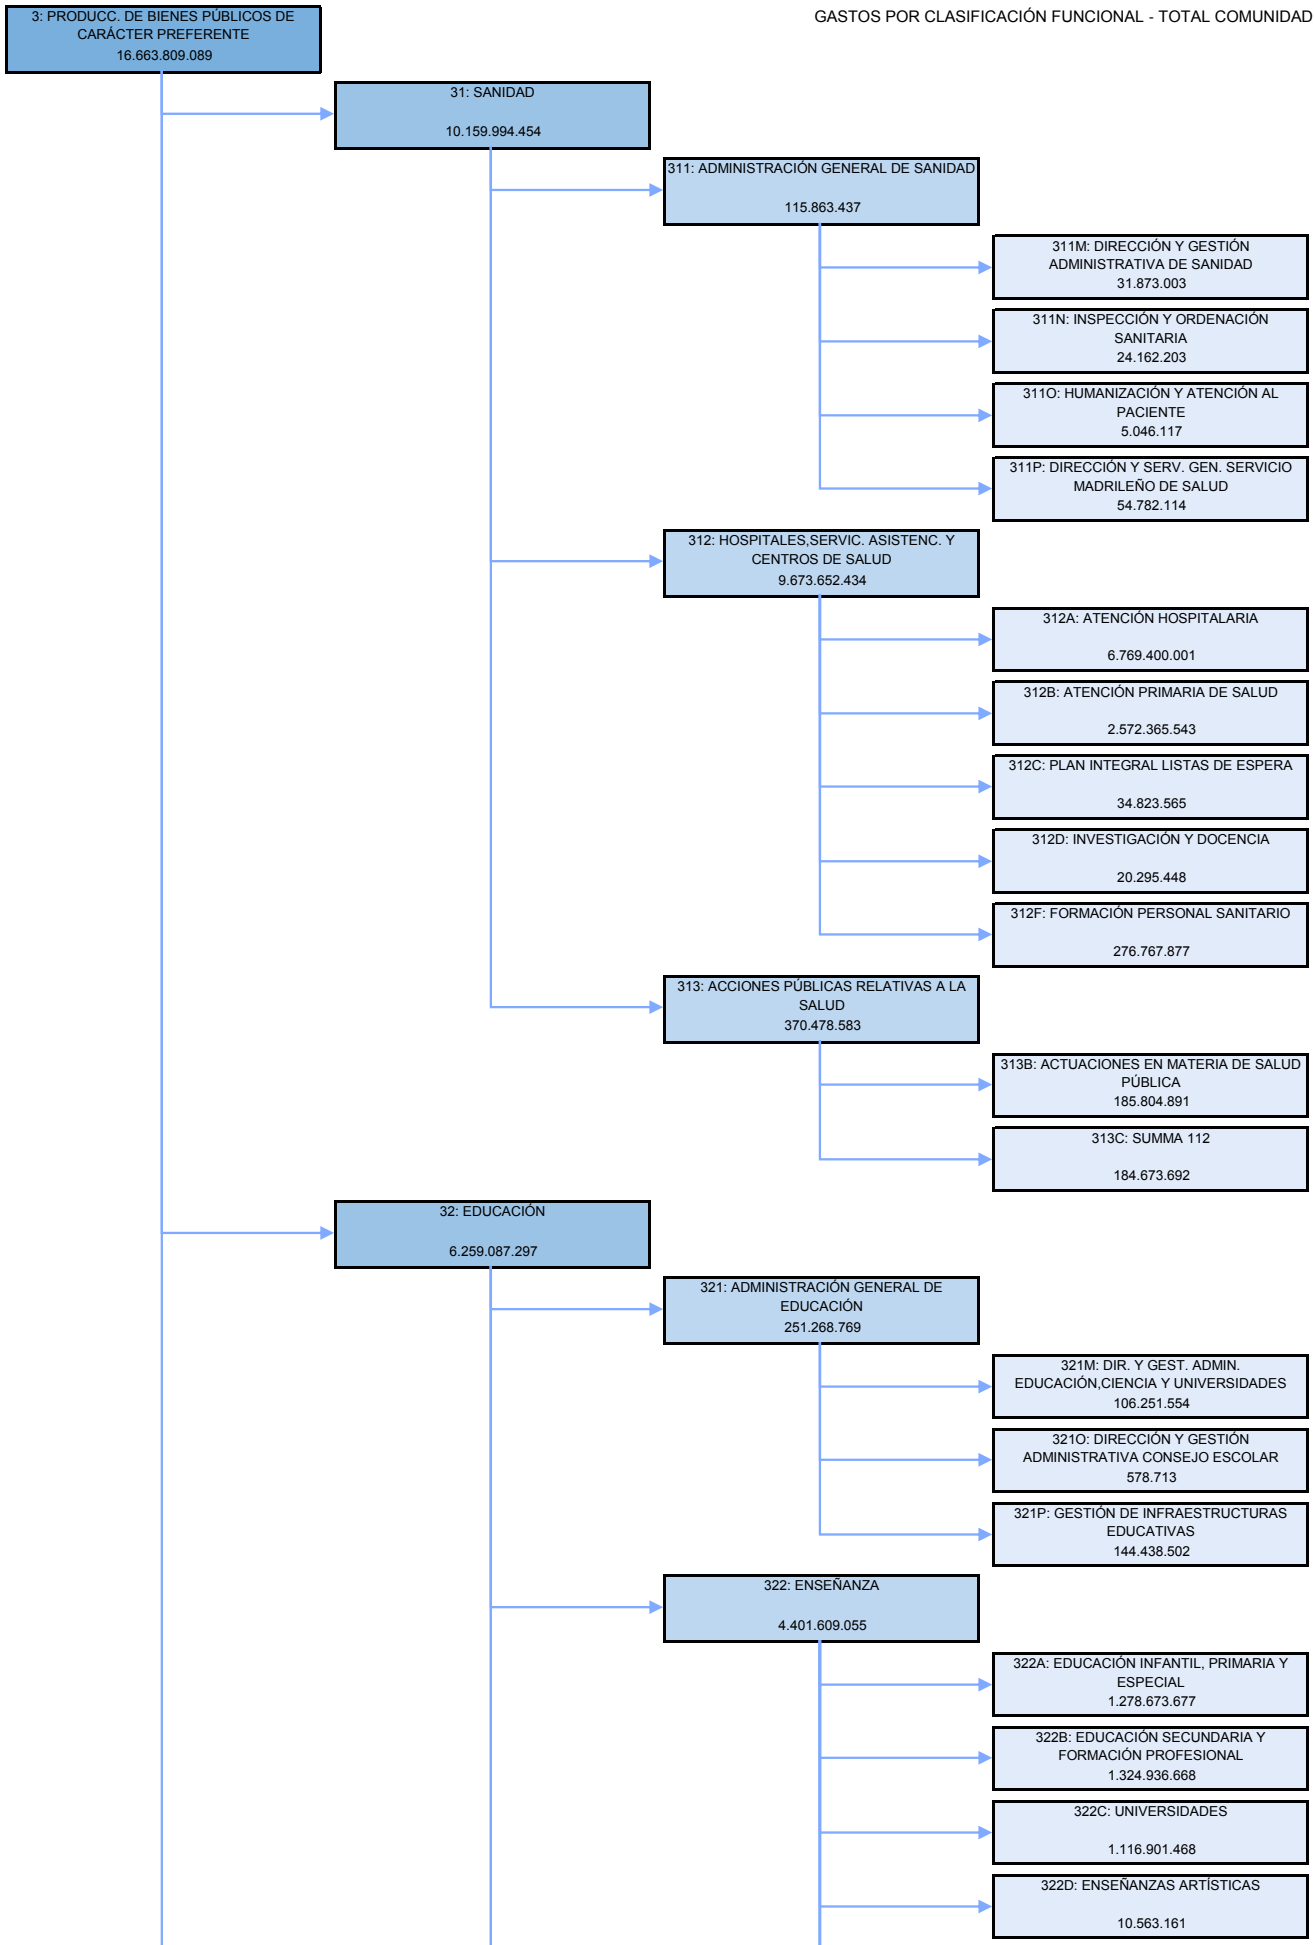 GASTOS POR CLASIFICACIÓN FUNCIONAL - TOTAL COMUNIDAD
3: PRODUCC. DE BIENES PÚBLICOS DE
CARÁCTER PREFERENTE
16.663.809.089
31: SANIDAD
10.159.994.454
311: ADMINISTRACIÓN GENERAL DE SANIDAD
115.863.437
311M: DIRECCIÓN Y GESTIÓN
ADMINISTRATIVA DE SANIDAD
31.873.003
311N: INSPECCIÓN Y ORDENACIÓN
SANITARIA
24.162.203
311O: HUMANIZACIÓN Y ATENCIÓN AL
PACIENTE
5.046.117
311P: DIRECCIÓN Y SERV. GEN. SERVICIO
MADRILEÑO DE SALUD
54.782.114
312: HOSPITALES,SERVIC. ASISTENC. Y
CENTROS DE SALUD
9.673.652.434
312A: ATENCIÓN HOSPITALARIA
6.769.400.001
312B: ATENCIÓN PRIMARIA DE SALUD
2.572.365.543
312C: PLAN INTEGRAL LISTAS DE ESPERA
34.823.565
312D: INVESTIGACIÓN Y DOCENCIA
20.295.448
312F: FORMACIÓN PERSONAL SANITARIO
276.767.877
313: ACCIONES PÚBLICAS RELATIVAS A LA
SALUD
370.478.583
313B: ACTUACIONES EN MATERIA DE SALUD
PÚBLICA
185.804.891
313C: SUMMA 112
184.673.692
32: EDUCACIÓN
6.259.087.297
321: ADMINISTRACIÓN GENERAL DE
EDUCACIÓN
251.268.769
321M: DIR. Y GEST. ADMIN.
EDUCACIÓN,CIENCIA Y UNIVERSIDADES
106.251.554
321O: DIRECCIÓN Y GESTIÓN
ADMINISTRATIVA CONSEJO ESCOLAR
578.713
321P: GESTIÓN DE INFRAESTRUCTURAS
EDUCATIVAS
144.438.502
322: ENSEÑANZA
4.401.609.055
322A: EDUCACIÓN INFANTIL, PRIMARIA Y
ESPECIAL
1.278.673.677
322B: EDUCACIÓN SECUNDARIA Y
FORMACIÓN PROFESIONAL
1.324.936.668
322C: UNIVERSIDADES
1.116.901.468
322D: ENSEÑANZAS ARTÍSTICAS
10.563.161